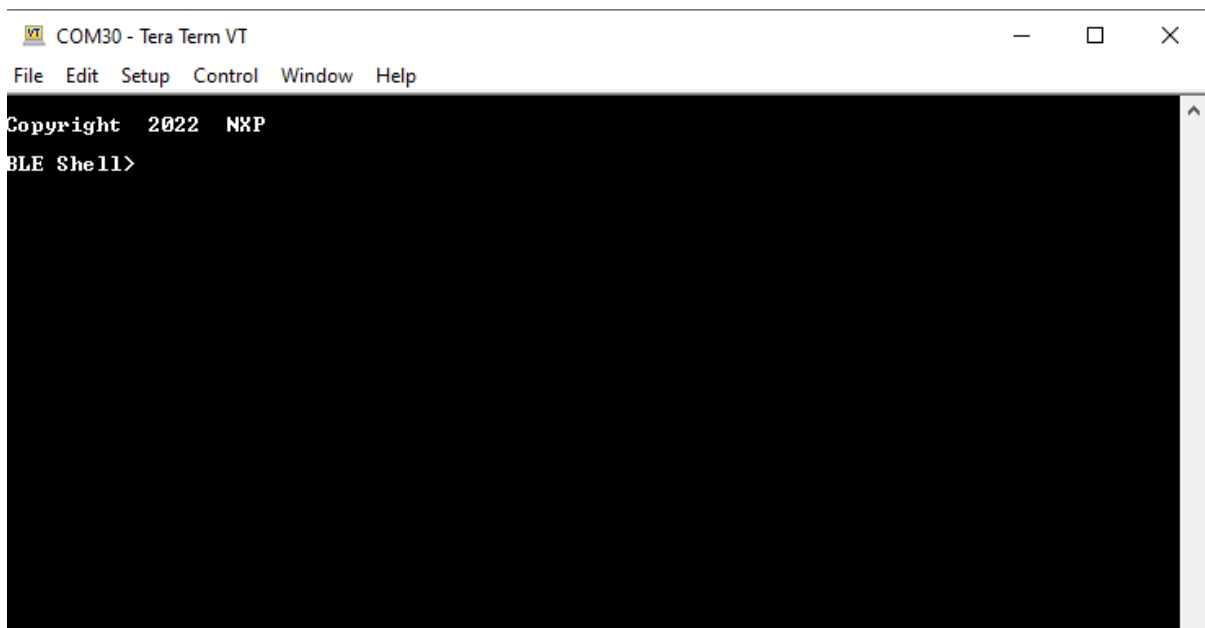 COM30 - Tera Term VT
File Edit Setup Control Window Help
Copyright 2022 NXP
BLE Shell>